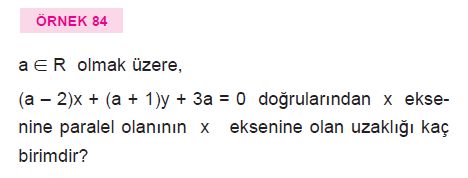 ÖRNEK 84
a ∈ R olmak üzere,
(a – 2)x + (a + 1)y + 3a = 0 doğrularından x ekse-
nine paralel olanının x eksenine olan uzaklığı kaç
birimdir?